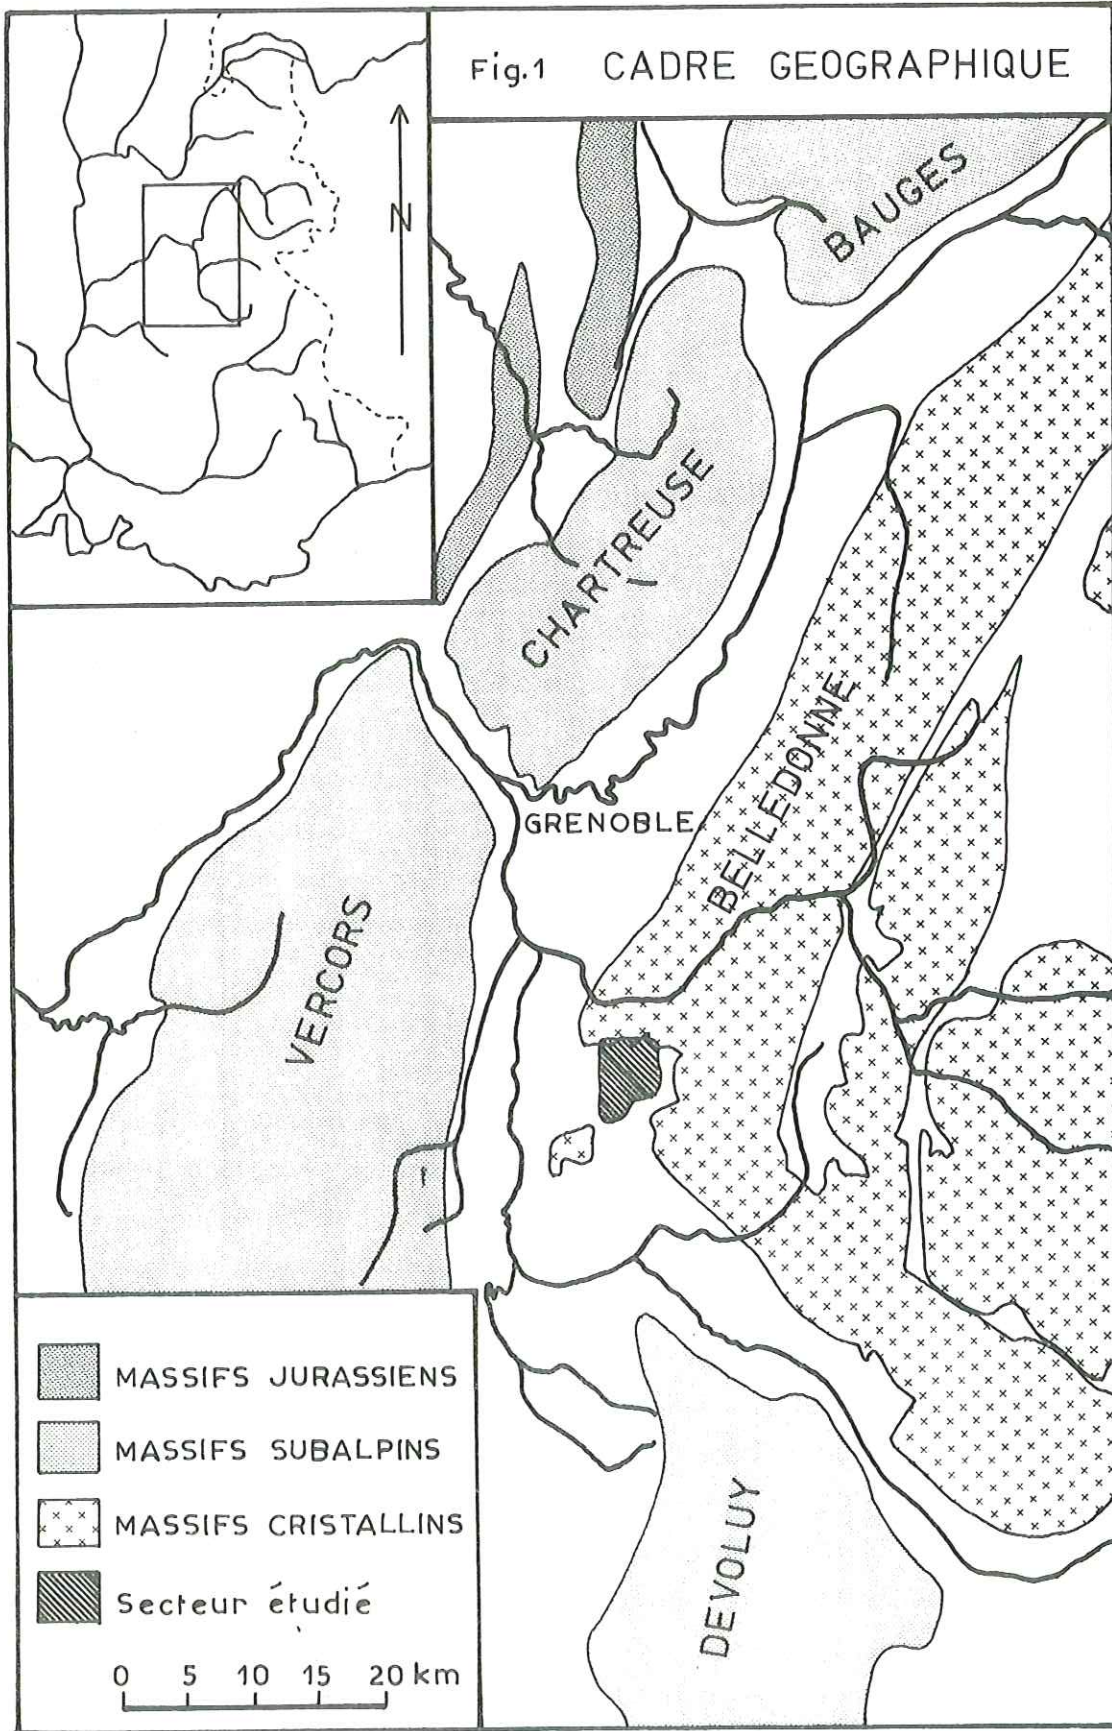 Fig.1 CADRE GEOGRAPHIQUE
N
BAUGES
CHARTREUSE
BELLEDONNE
GRENOBLE
VERCORS
DEVOLUY
MASSIFS JURASSIENS
MASSIFS SUBALPINS
MASSIFS CRISTALLINS
Secteur étudié
0 5 10 15 20 km